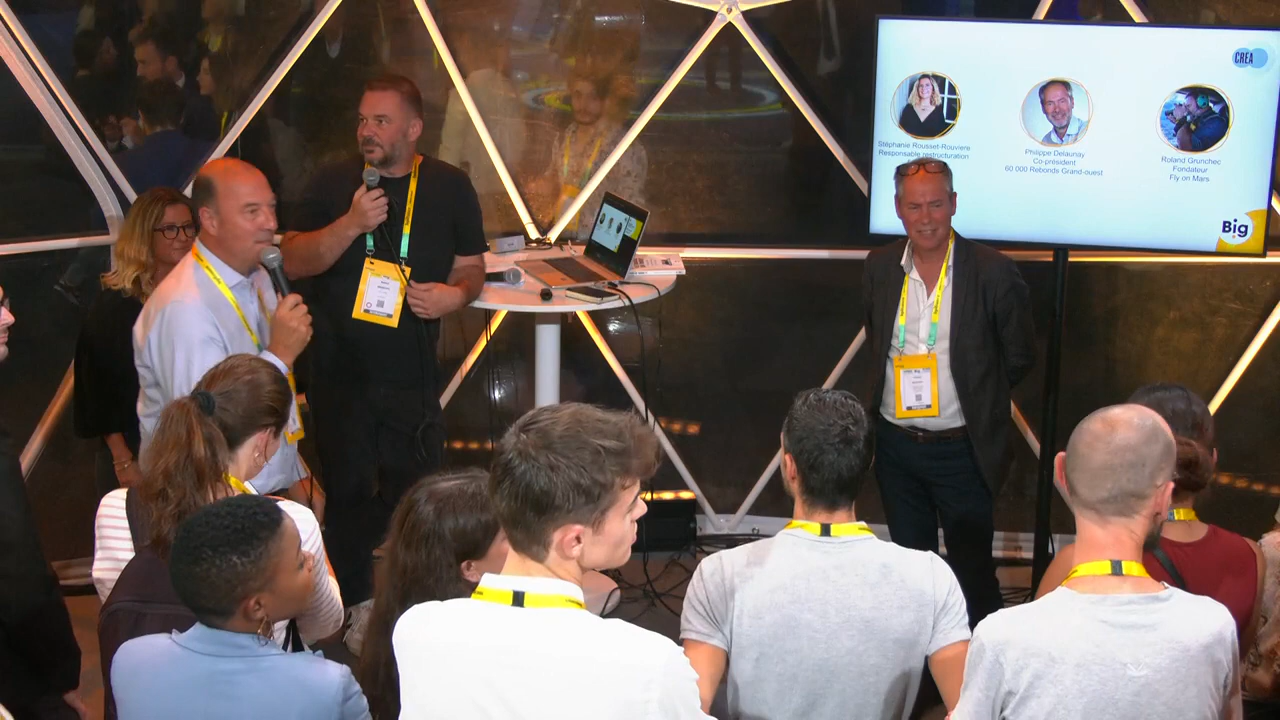 CREA
Stéphanie Rousset-Rouviere
Responsable restructuration
Philippe Delaunay
Co-président
60 000 Rebonds Grand-ouest
Roland Grunchec
Fondateur
Fly on Mars
Big